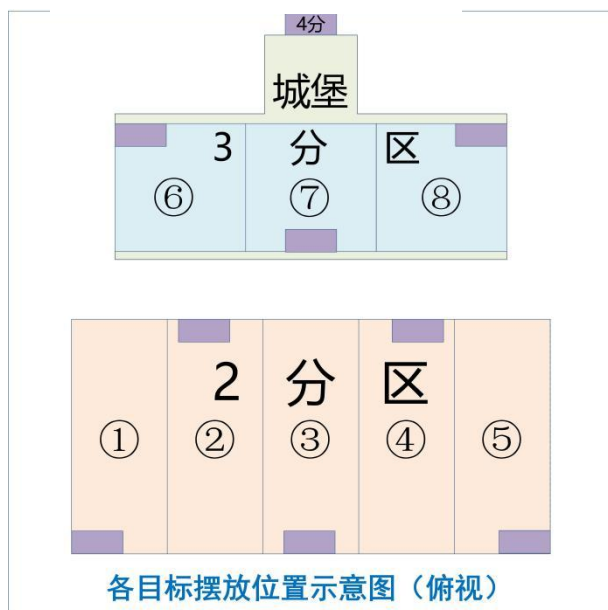 4分
城堡
3 分 区
⑥ ⑦ ⑧
2 分 区
① ② ③ ④ ⑤
各目标摆放位置示意图（俯视）